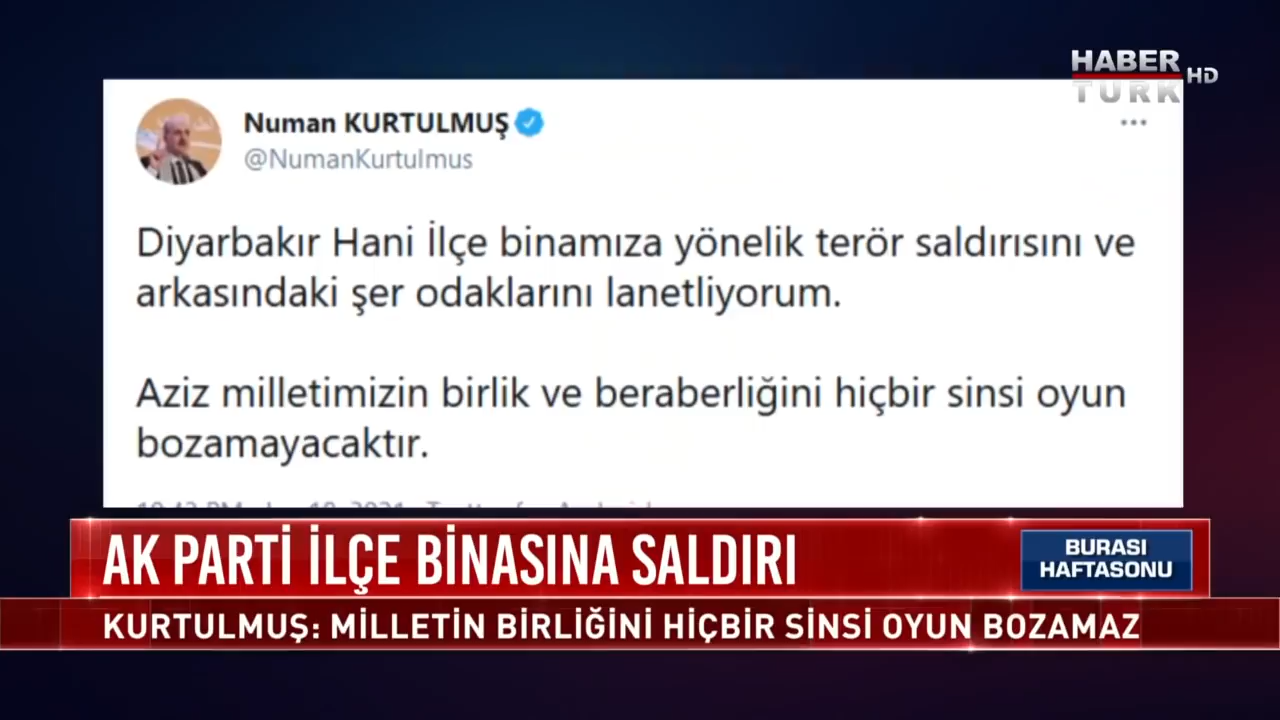 HABER
TURK HD
Numan KURTULMUŞ
@NumanKurtulmus
Diyarbakır Hani İlçe binamıza yönelik terör saldırısını ve
arkasındaki şer odaklarını lanetliyorum.
Aziz milletimizin birlik ve beraberliğini hiçbir sinsi oyun
bozamayacaktır.
AK PARTİ İLÇE BİNASINA SALDIRI
BURASI
HAFTASONU
KURTULMUŞ: MİLLETİN BİRLİĞİNİ HİÇBİR SİNSİ OYUN BOZAMAZ